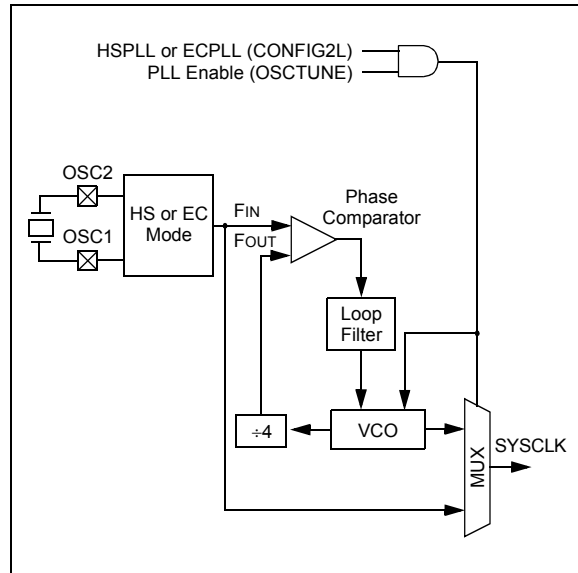 HSPLL or ECPLL (CONFIG2L)
PLL Enable (OSCTUNE)
OSC2
OSC1
HS or EC
Mode
FIN
FOUT
Phase
Comparator
Loop
Filter
÷4
VCO
MUX
SYSCLK